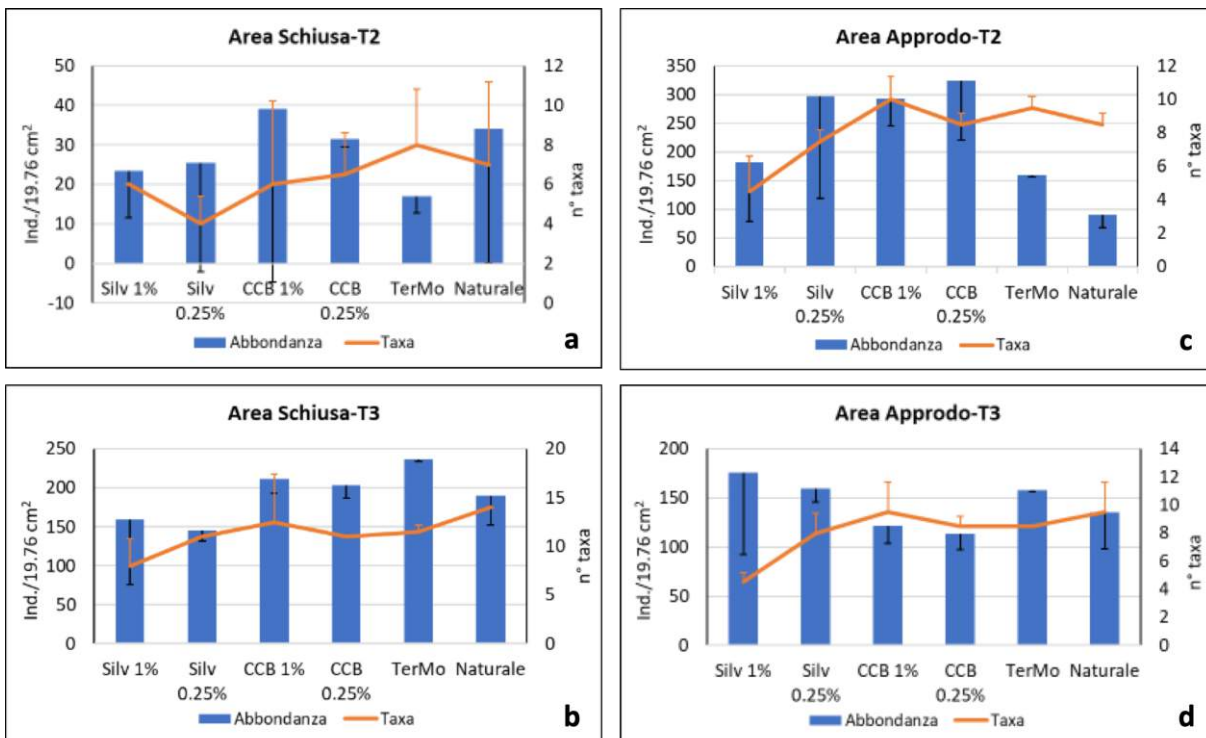 Area Schiusa-T2
Ind./19.76 cm²
50
40
30
20
10
0
-10
12
10
8
6
4
2
0
n° taxa
Silv 1% Silv CCB 1% CCB TerMo Naturale
0.25% 0.25%
Abbondanza Taxa
a
Area Approdo-T2
Ind./19.76 cm²
350
300
250
200
150
100
50
0
12
10
8
6
4
2
0
n° taxa
Silv 1% Silv CCB 1% CCB TerMo Naturale
0.25% 0.25%
Abbondanza Taxa
c
Area Schiusa-T3
Ind./19.76 cm²
250
200
150
100
50
0
20
15
10
5
0
n° taxa
Silv 1% Silv CCB 1% CCB TerMo Naturale
0.25% 0.25%
Abbondanza Taxa
b
Area Approdo-T3
Ind./19.76 cm²
200
150
100
50
0
14
12
10
8
6
4
2
0
n° taxa
Silv 1% Silv CCB 1% CCB TerMo Naturale
0.25% 0.25%
Abbondanza Taxa
d